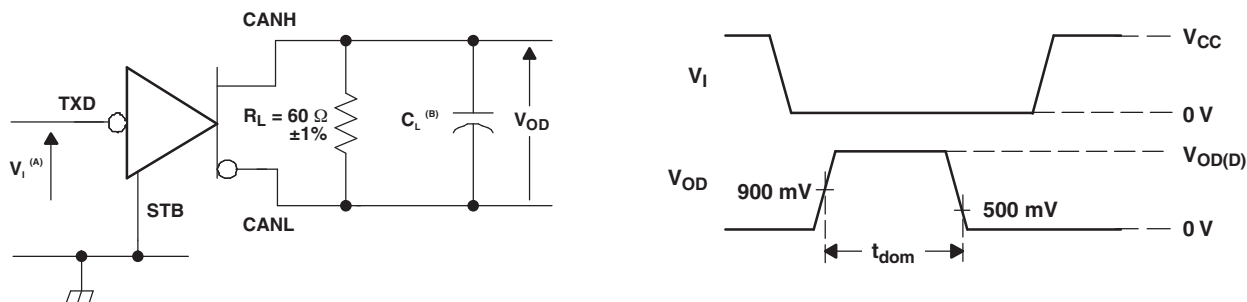 CANH
TXD
R_L = 60 Ω
±1%
C_L (B)
V_OD
V_I (A)
STB
CANL
V_I
V_CC
0 V
V_OD
900 mV
V_OD(D)
500 mV
0 V
t_dom